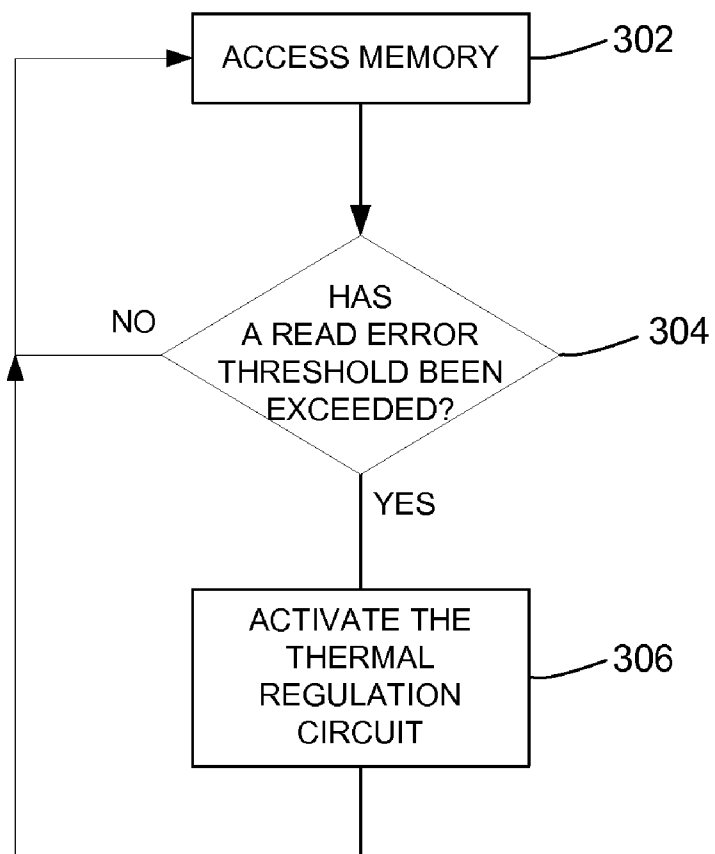 ACCESS MEMORY
302
HAS
A READ ERROR
THRESHOLD BEEN
EXCEEDED?
304
NO
YES
ACTIVATE THE
THERMAL
REGULATION
CIRCUIT
306